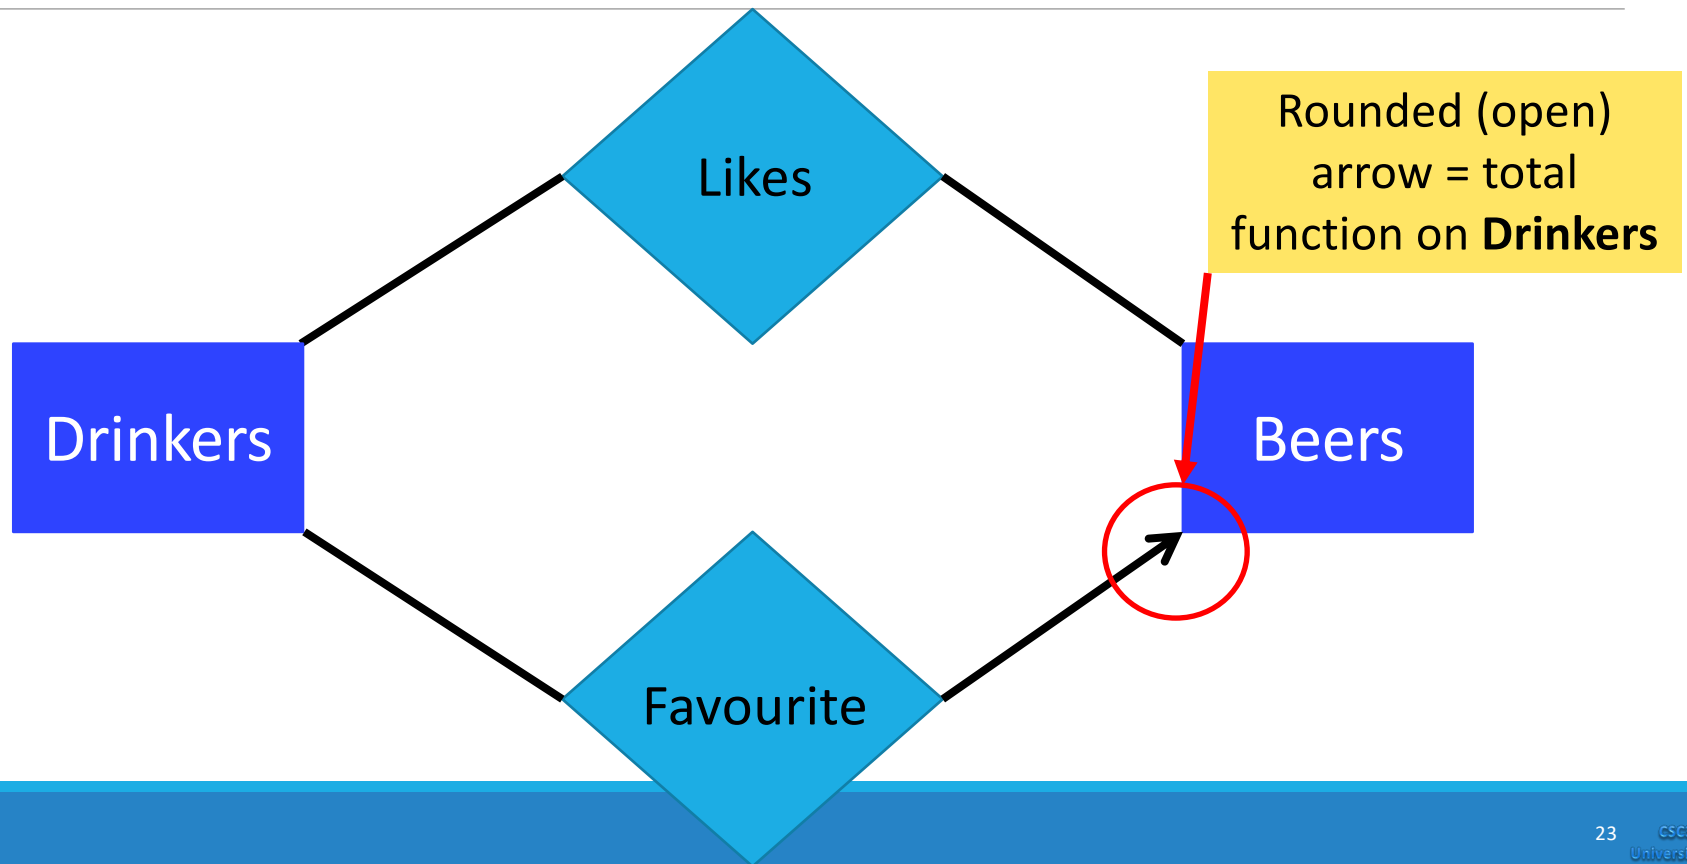 Likes
Rounded (open)
arrow = total
function on Drinkers
Drinkers
Beers
Favourite
23